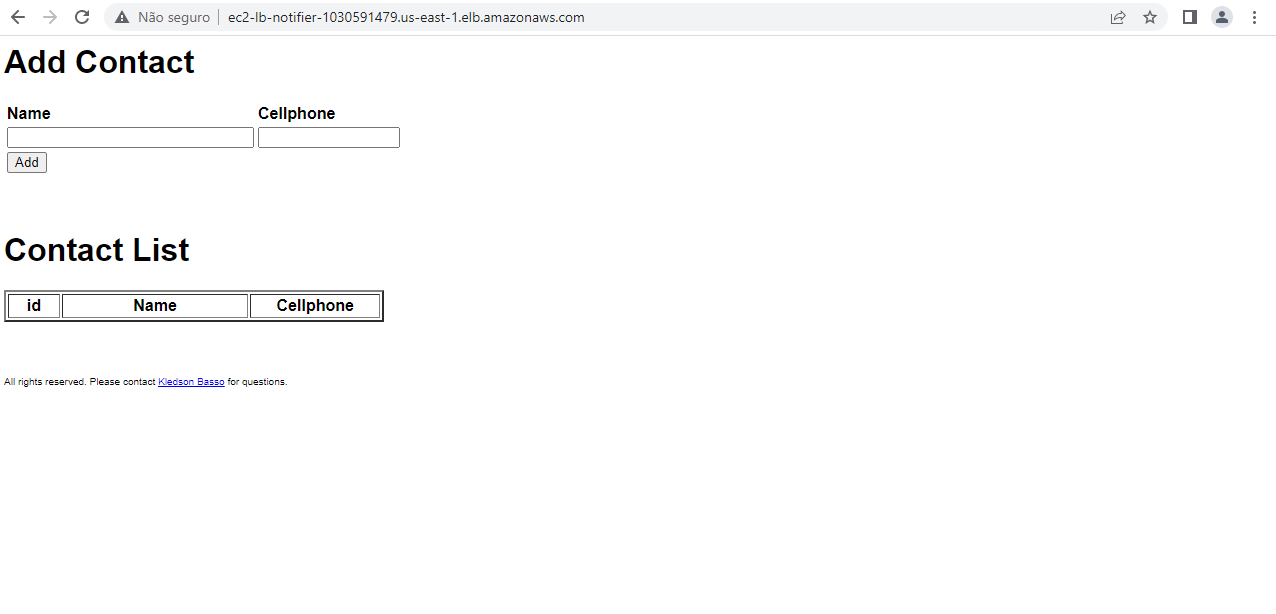 Não seguro ec2-lb-notifier-1030591479.us-east-1.elb.amazonaws.com
Add Contact
Name Cellphone
Add
Contact List
id Name Cellphone
All rights reserved. Please contact Kledson Basso for questions.